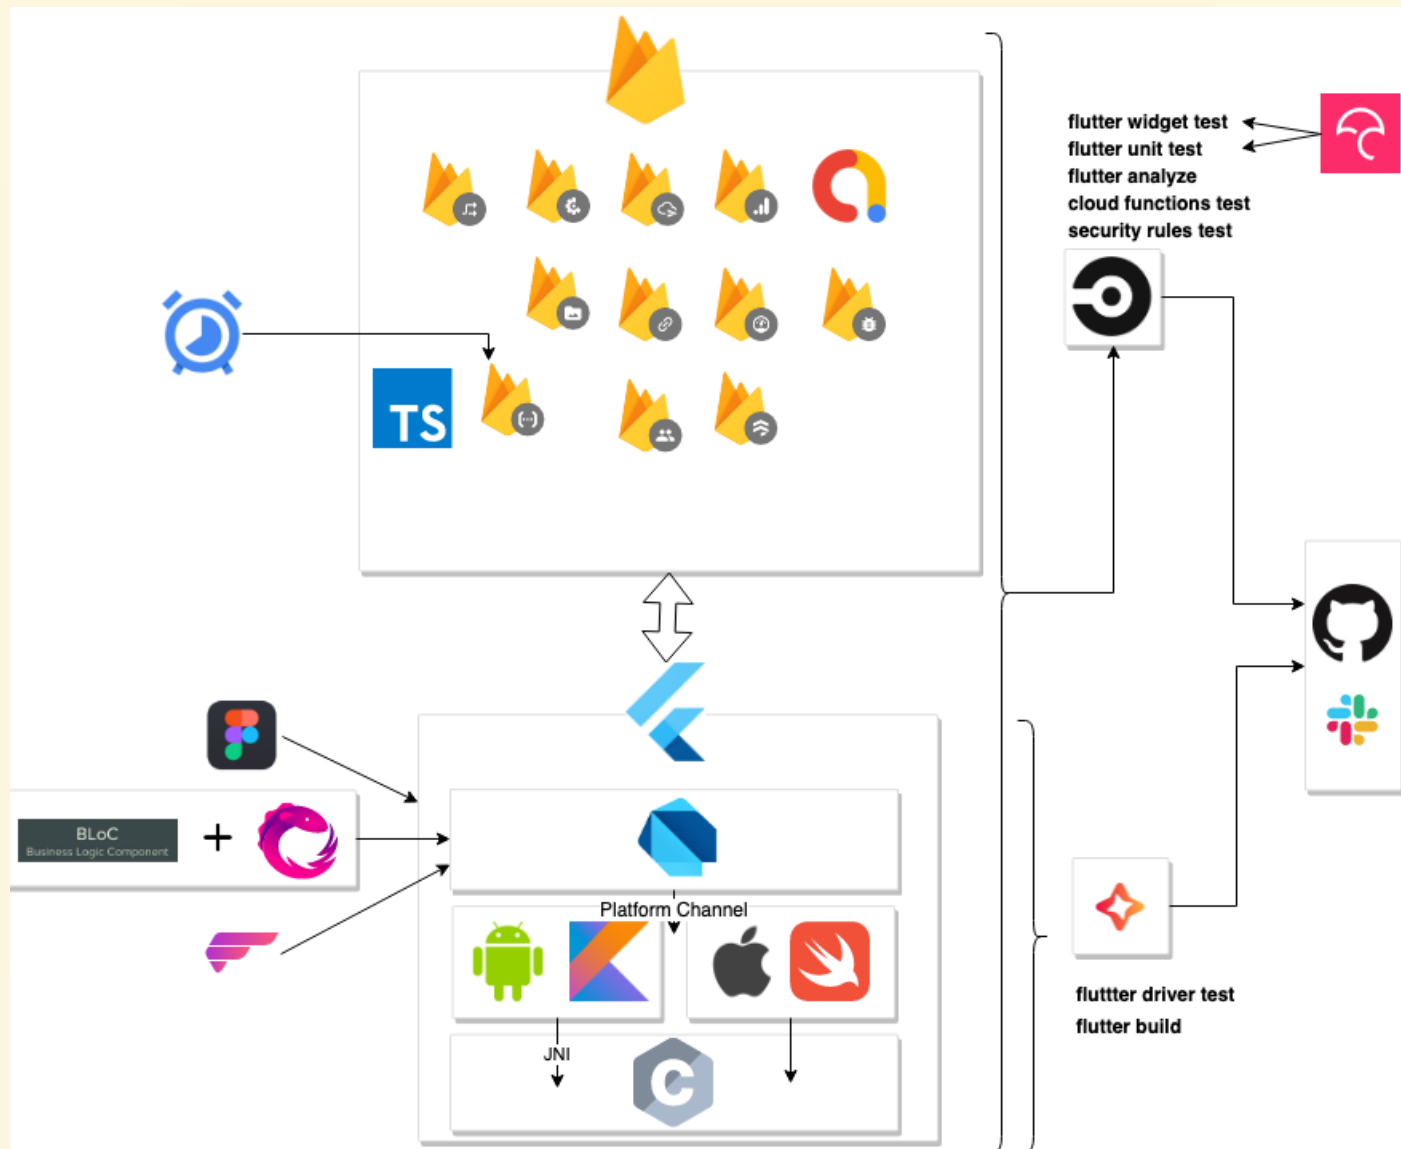 flutter widget test
flutter unit test
flutter analyze
cloud functions test
security rules test
TS
BLoC
Business Logic Component
+
Platform Channel
JNI
C
fluttter driver test
flutter build